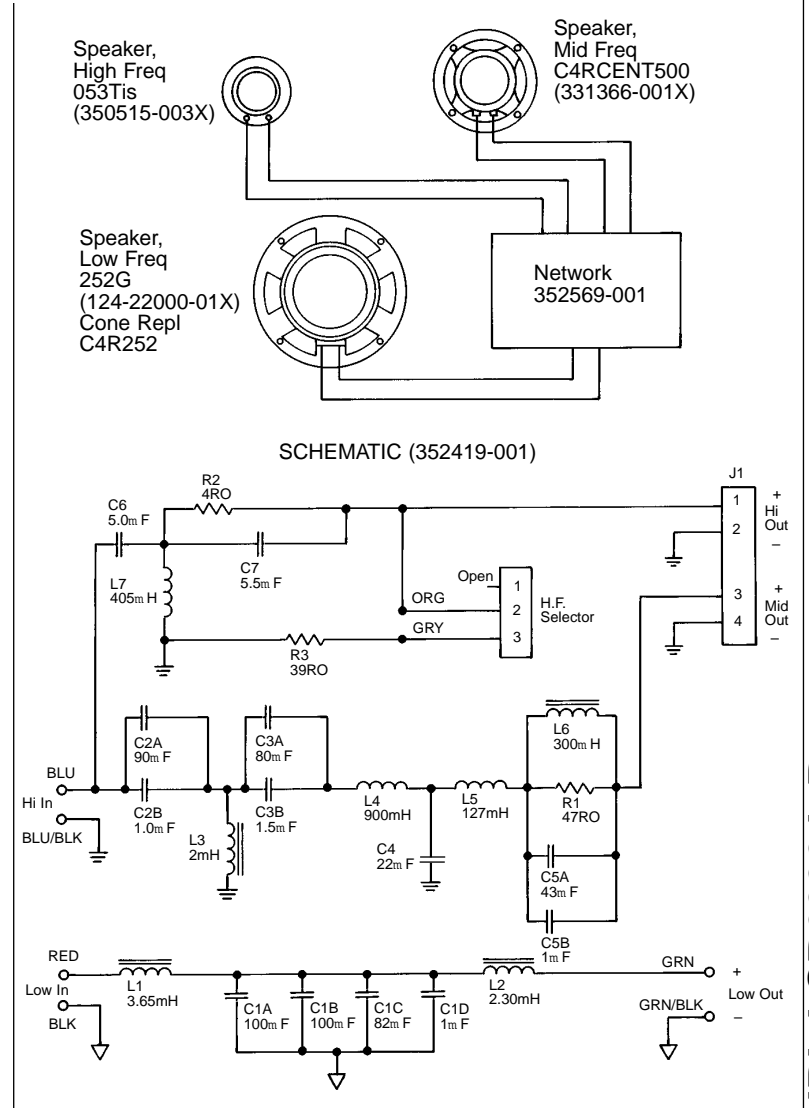 Speaker,
High Freq
053Tis
(350515-003X)
Speaker,
Mid Freq
C4RCENT500
(331366-001X)
Speaker,
Low Freq
252G
(124-22000-01X)
Cone Repl
C4R252
Network
352569-001
SCHEMATIC (352419-001)
J1
R2
4RO
C6
5.0m F
C7
5.5m F
L7
405m H
1
2
3
4
+
Hi
Out
–
+
Mid
Out
–
Open
1
2
3
H.F.
Selector
ORG
GRY
R3
39RO
C2A
90m F
C3A
80m F
L6
300m H
BLU
Hi In
BLU/BLK
C2B
1.0m F
C3B
1.5m F
L3
2mH
L4
900mH
L5
127mH
R1
47RO
C4
22m F
C5A
43m F
C5B
1m F
RED
Low In
BLK
L1
3.65mH
C1A
100m F
C1B
100m F
C1C
82m F
C1D
1m F
L2
2.30mH
GRN
+
Low Out
GRN/BLK
–